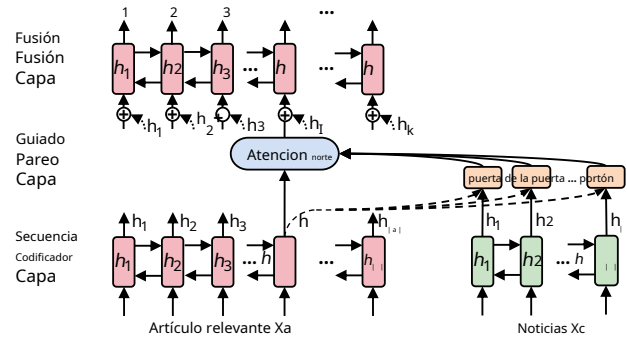 1 2 3 ...
Fusión
Fusión
Capa
h1 h2 h3 ... h ... h
h1 h2 h3 hI hk
Guiado
Pareo
Capa
Atencion norte
puerta de la puerta ... portón
h1 h2 h3 h h|a|
h1 h2 h|
Secuencia
Codificador
Capa
h1 h2 h3 ... h ... h| |
h1 h2 ... h | |
Artículo relevante Xa
Noticias Xc